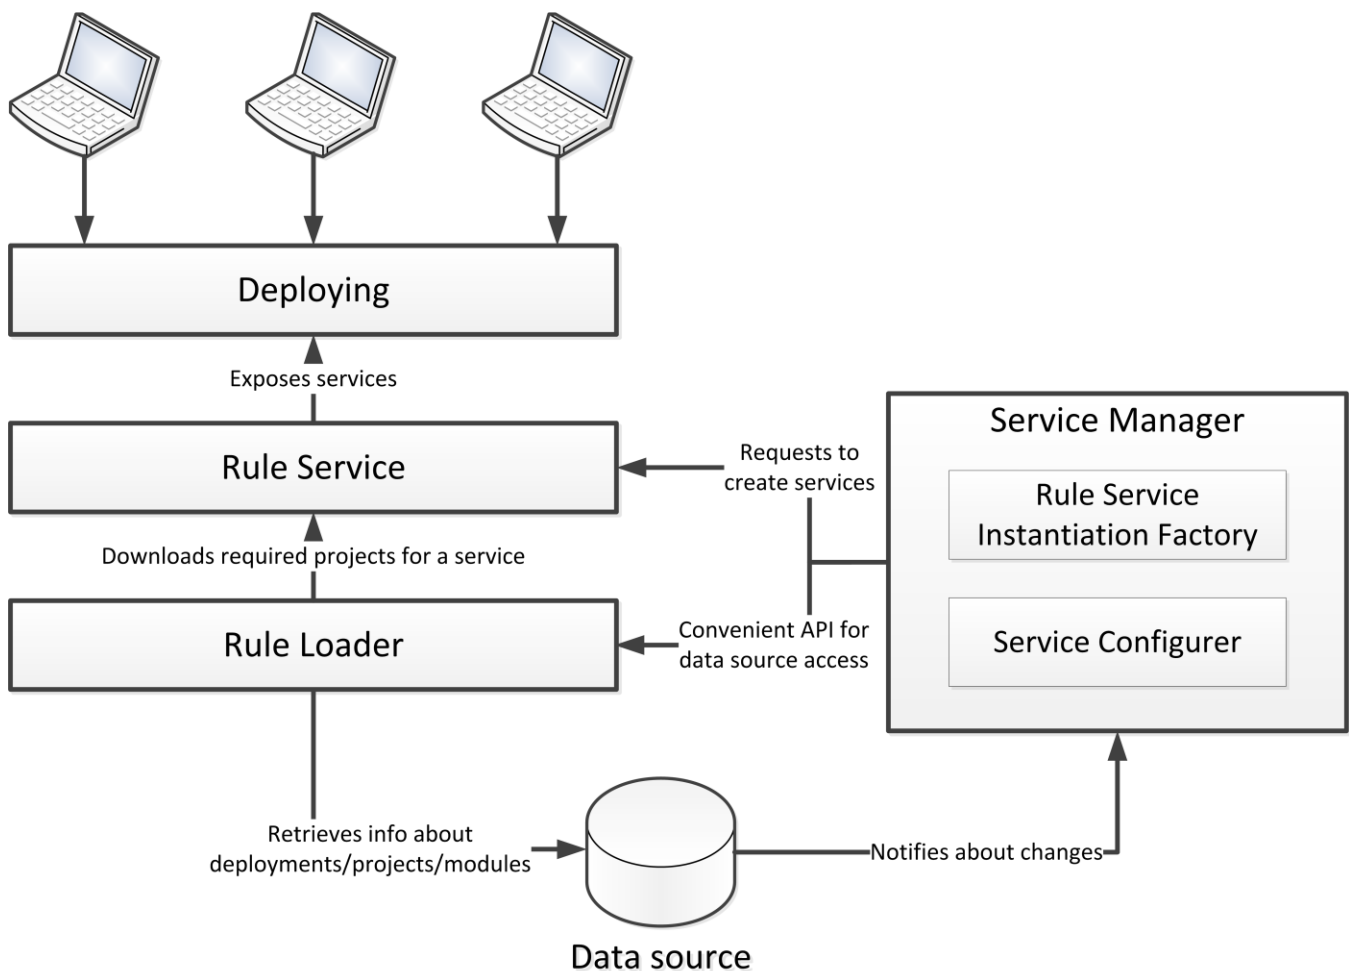 Deploying
Exposes services
Rule Service
Requests to
create services
Service Manager
Rule Service
Instantiation Factory
Downloads required projects for a service
Rule Loader
Convenient API for
data source access
Service Configurer
Retrieves info about
deployments/projects/modules
Notifies about changes
Data source